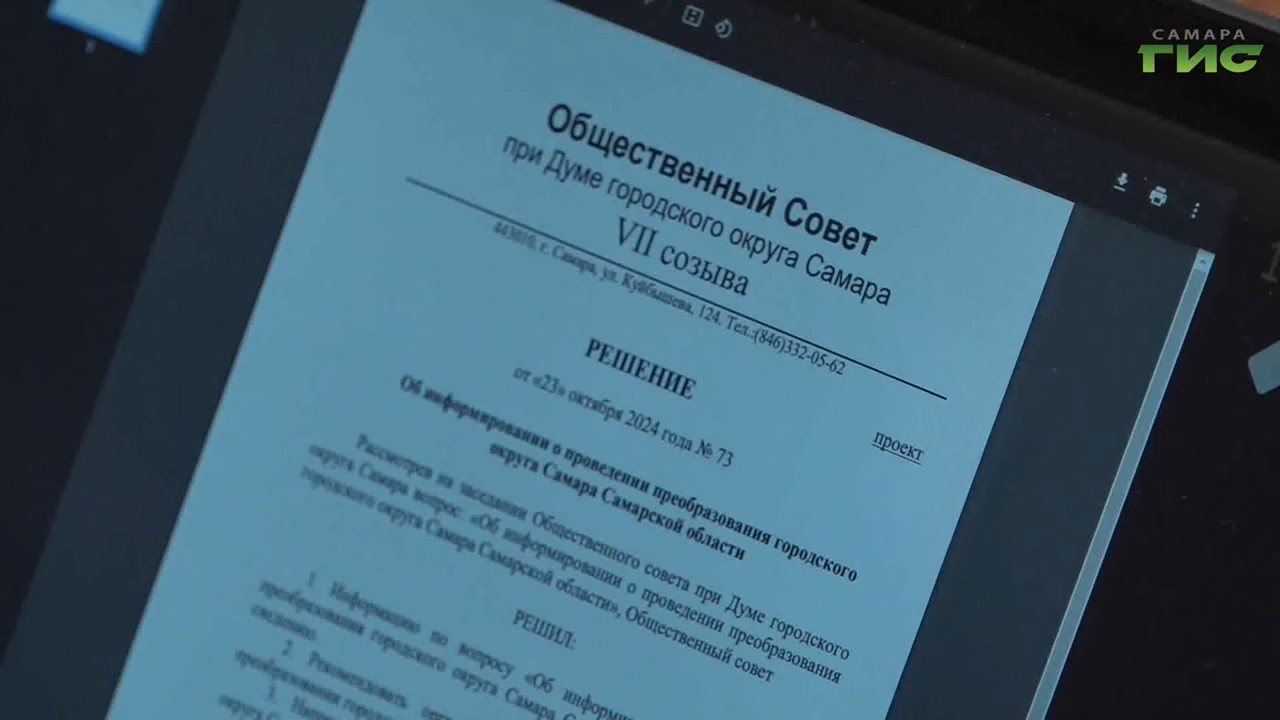 САМАРА
ГИС
Общественный Совет
при Думе городского округа Самара
VII созыва
443010, г. Самара, ул. Куйбышева, 124. Тел.:(846)332-05-62
РЕШЕНИЕ
от «23» октября 2024 года № 73
проект
Об информировании о проведении преобразования городского
округа Самара Самарской области
Рассмотрев на заседании Общественного совета при Думе городского
округа Самара вопрос «Об информировании о проведении преобразования
городского округа Самара Самарской области», Общественный совет
РЕШИЛ:
1. Информацию по вопросу «Об
преобразования городского округа Самара
сведению.
2. Рекомендовать
преобразования
3.
округа